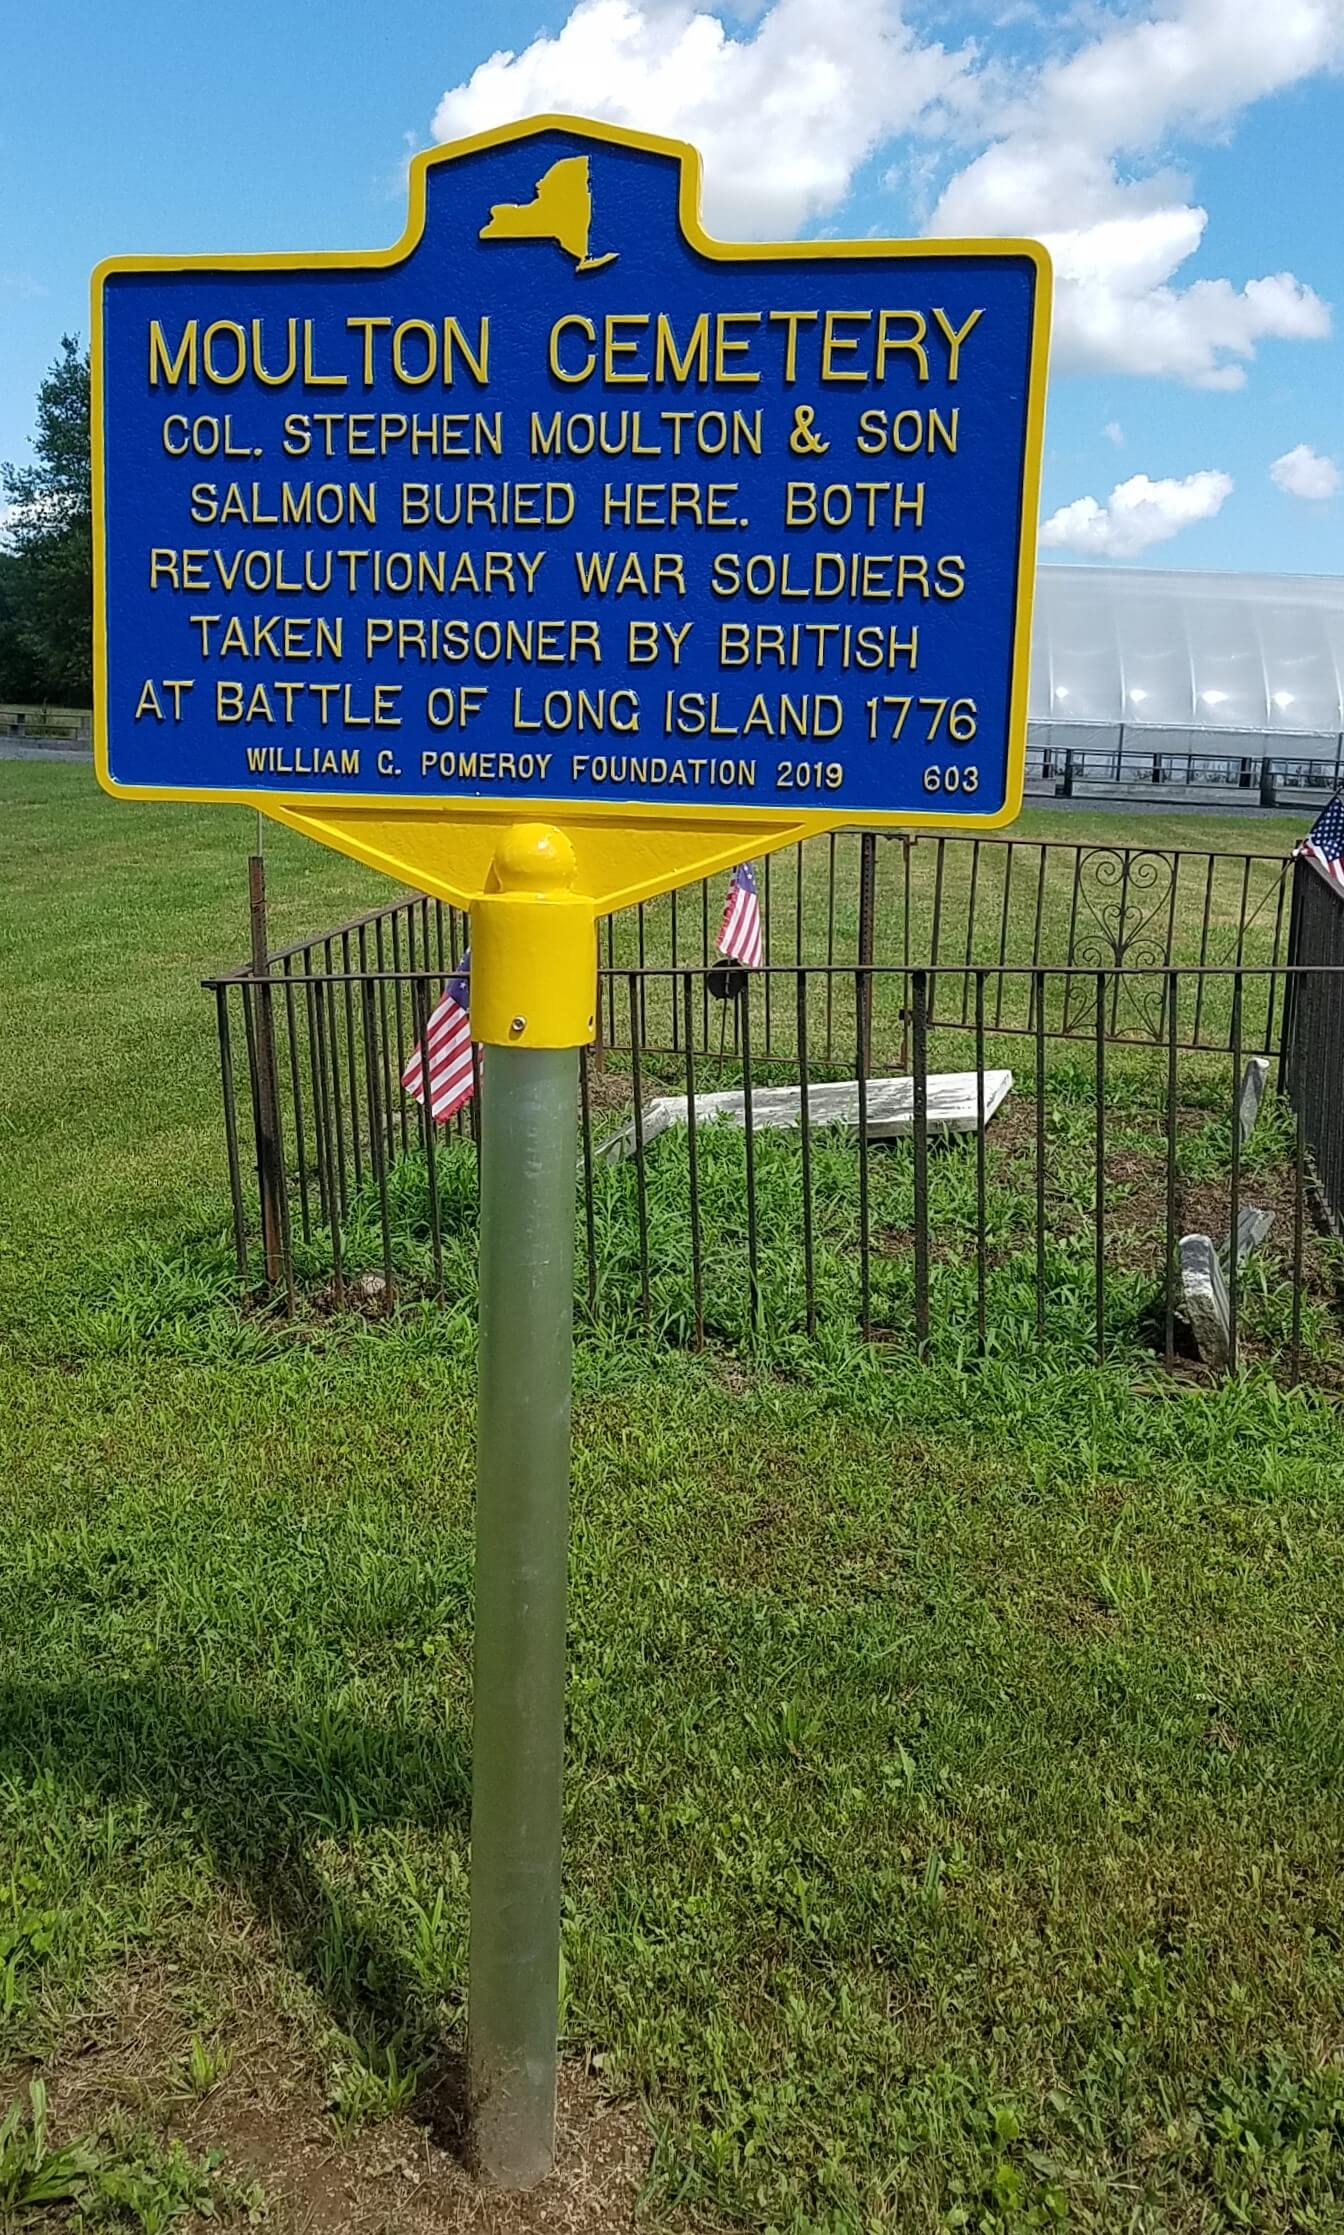 MOULTON CEMETERY
COL. STEPHEN MOULTON & SON
SALMON BURIED HERE. BOTH
REVOLUTIONARY WAR SOLDIERS
TAKEN PRISONER BY BRITISH
AT BATTLE OF LONG ISLAND 1776
WILLIAM G. POMEROY FOUNDATION 2019 603